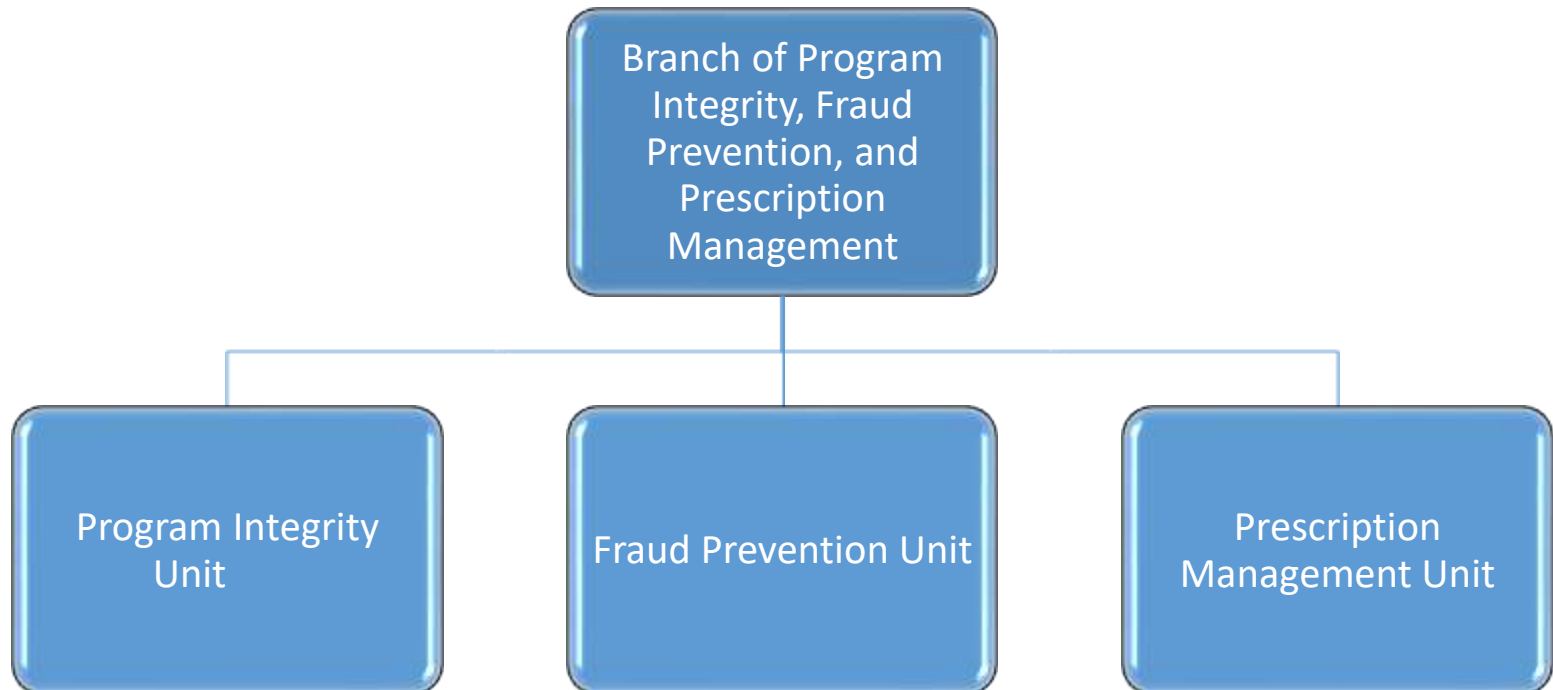 Branch of Program
Integrity, Fraud
Prevention, and
Prescription
Management
Program Integrity
Unit
Fraud Prevention Unit
Prescription
Management Unit